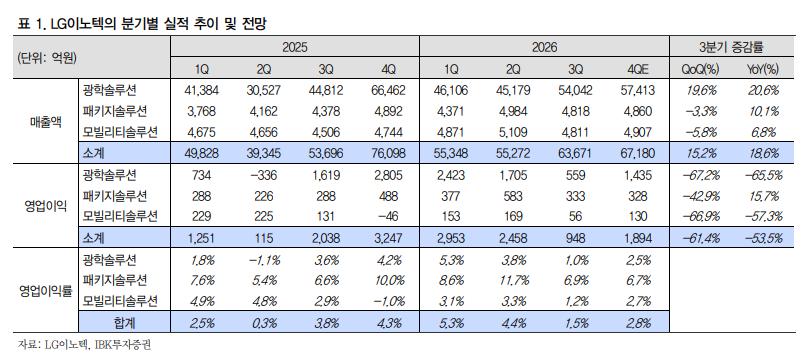 표 1. LG이노텍의 분기별 실적 추이 및 전망
(단위: 억원) 2025 2026 3분기 증감률
1Q 2Q 3Q 4Q 1Q 2Q 3Q 4QE QoQ(%) YoY(%)
매출액 광학솔루션 41,384 30,527 44,812 66,462 46,106 45,179 54,042 57,413 19,6% 20,6%
패키지솔루션 3,768 4,162 4,378 4,892 4,371 4,984 4,818 4,860 -3,3% 10,1%
모빌리티솔루션 4,675 4,656 4,506 4,744 4,871 5,109 4,811 4,907 -5,8% 6,8%
소계 49,828 39,345 53,696 76,098 55,348 55,272 63,671 67,180 15,2% 18,6%
영업이익 광학솔루션 734 -336 1,619 2,805 2,423 1,705 559 1,435 -67,2% -65,5%
패키지솔루션 288 226 288 488 377 583 333 328 -42,9% 15,7%
모빌리티솔루션 229 225 131 -46 153 169 56 130 -66,9% -57,3%
소계 1,251 115 2,038 3,247 2,953 2,458 948 1,894 -61,4% -53,5%
영업이익률 광학솔루션 1,8% -1,1% 3,6% 4,2% 5,3% 3,8% 1,0% 2,5%
패키지솔루션 7,6% 5,4% 6,6% 10,0% 8,6% 11,7% 6,9% 6,7%
모빌리티솔루션 4,9% 4,8% 2,9% -1,0% 3,1% 3,3% 1,2% 2,7%
합계 2,5% 0,3% 3,8% 4,3% 5,3% 4,4% 1,5% 2,8%
자료: LG이노텍, IBK투자증권